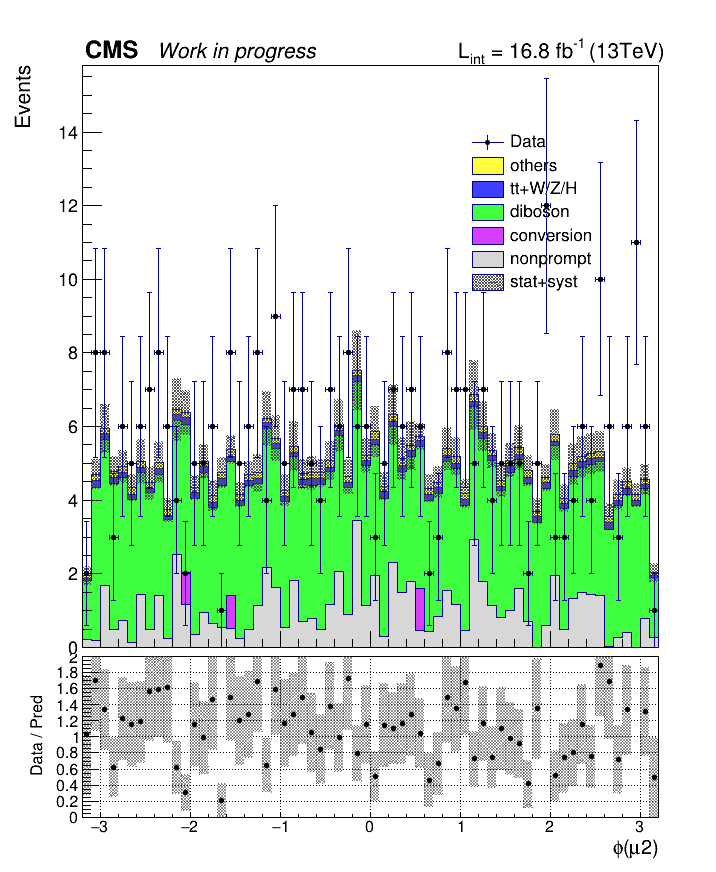 CMS Work in progress L_int = 16.8 fb^-1 (13TeV)
Events
14
12
10
8
6
4
2
0
Data
others
tt+W/Z/H
diboson
conversion
nonprompt
stat+syst
Data / Pred
2
1.8
1.6
1.4
1.2
1
0.8
0.6
0.4
0.2
0
−3 −2 −1 0 1 2 3
ϕ(μ2)